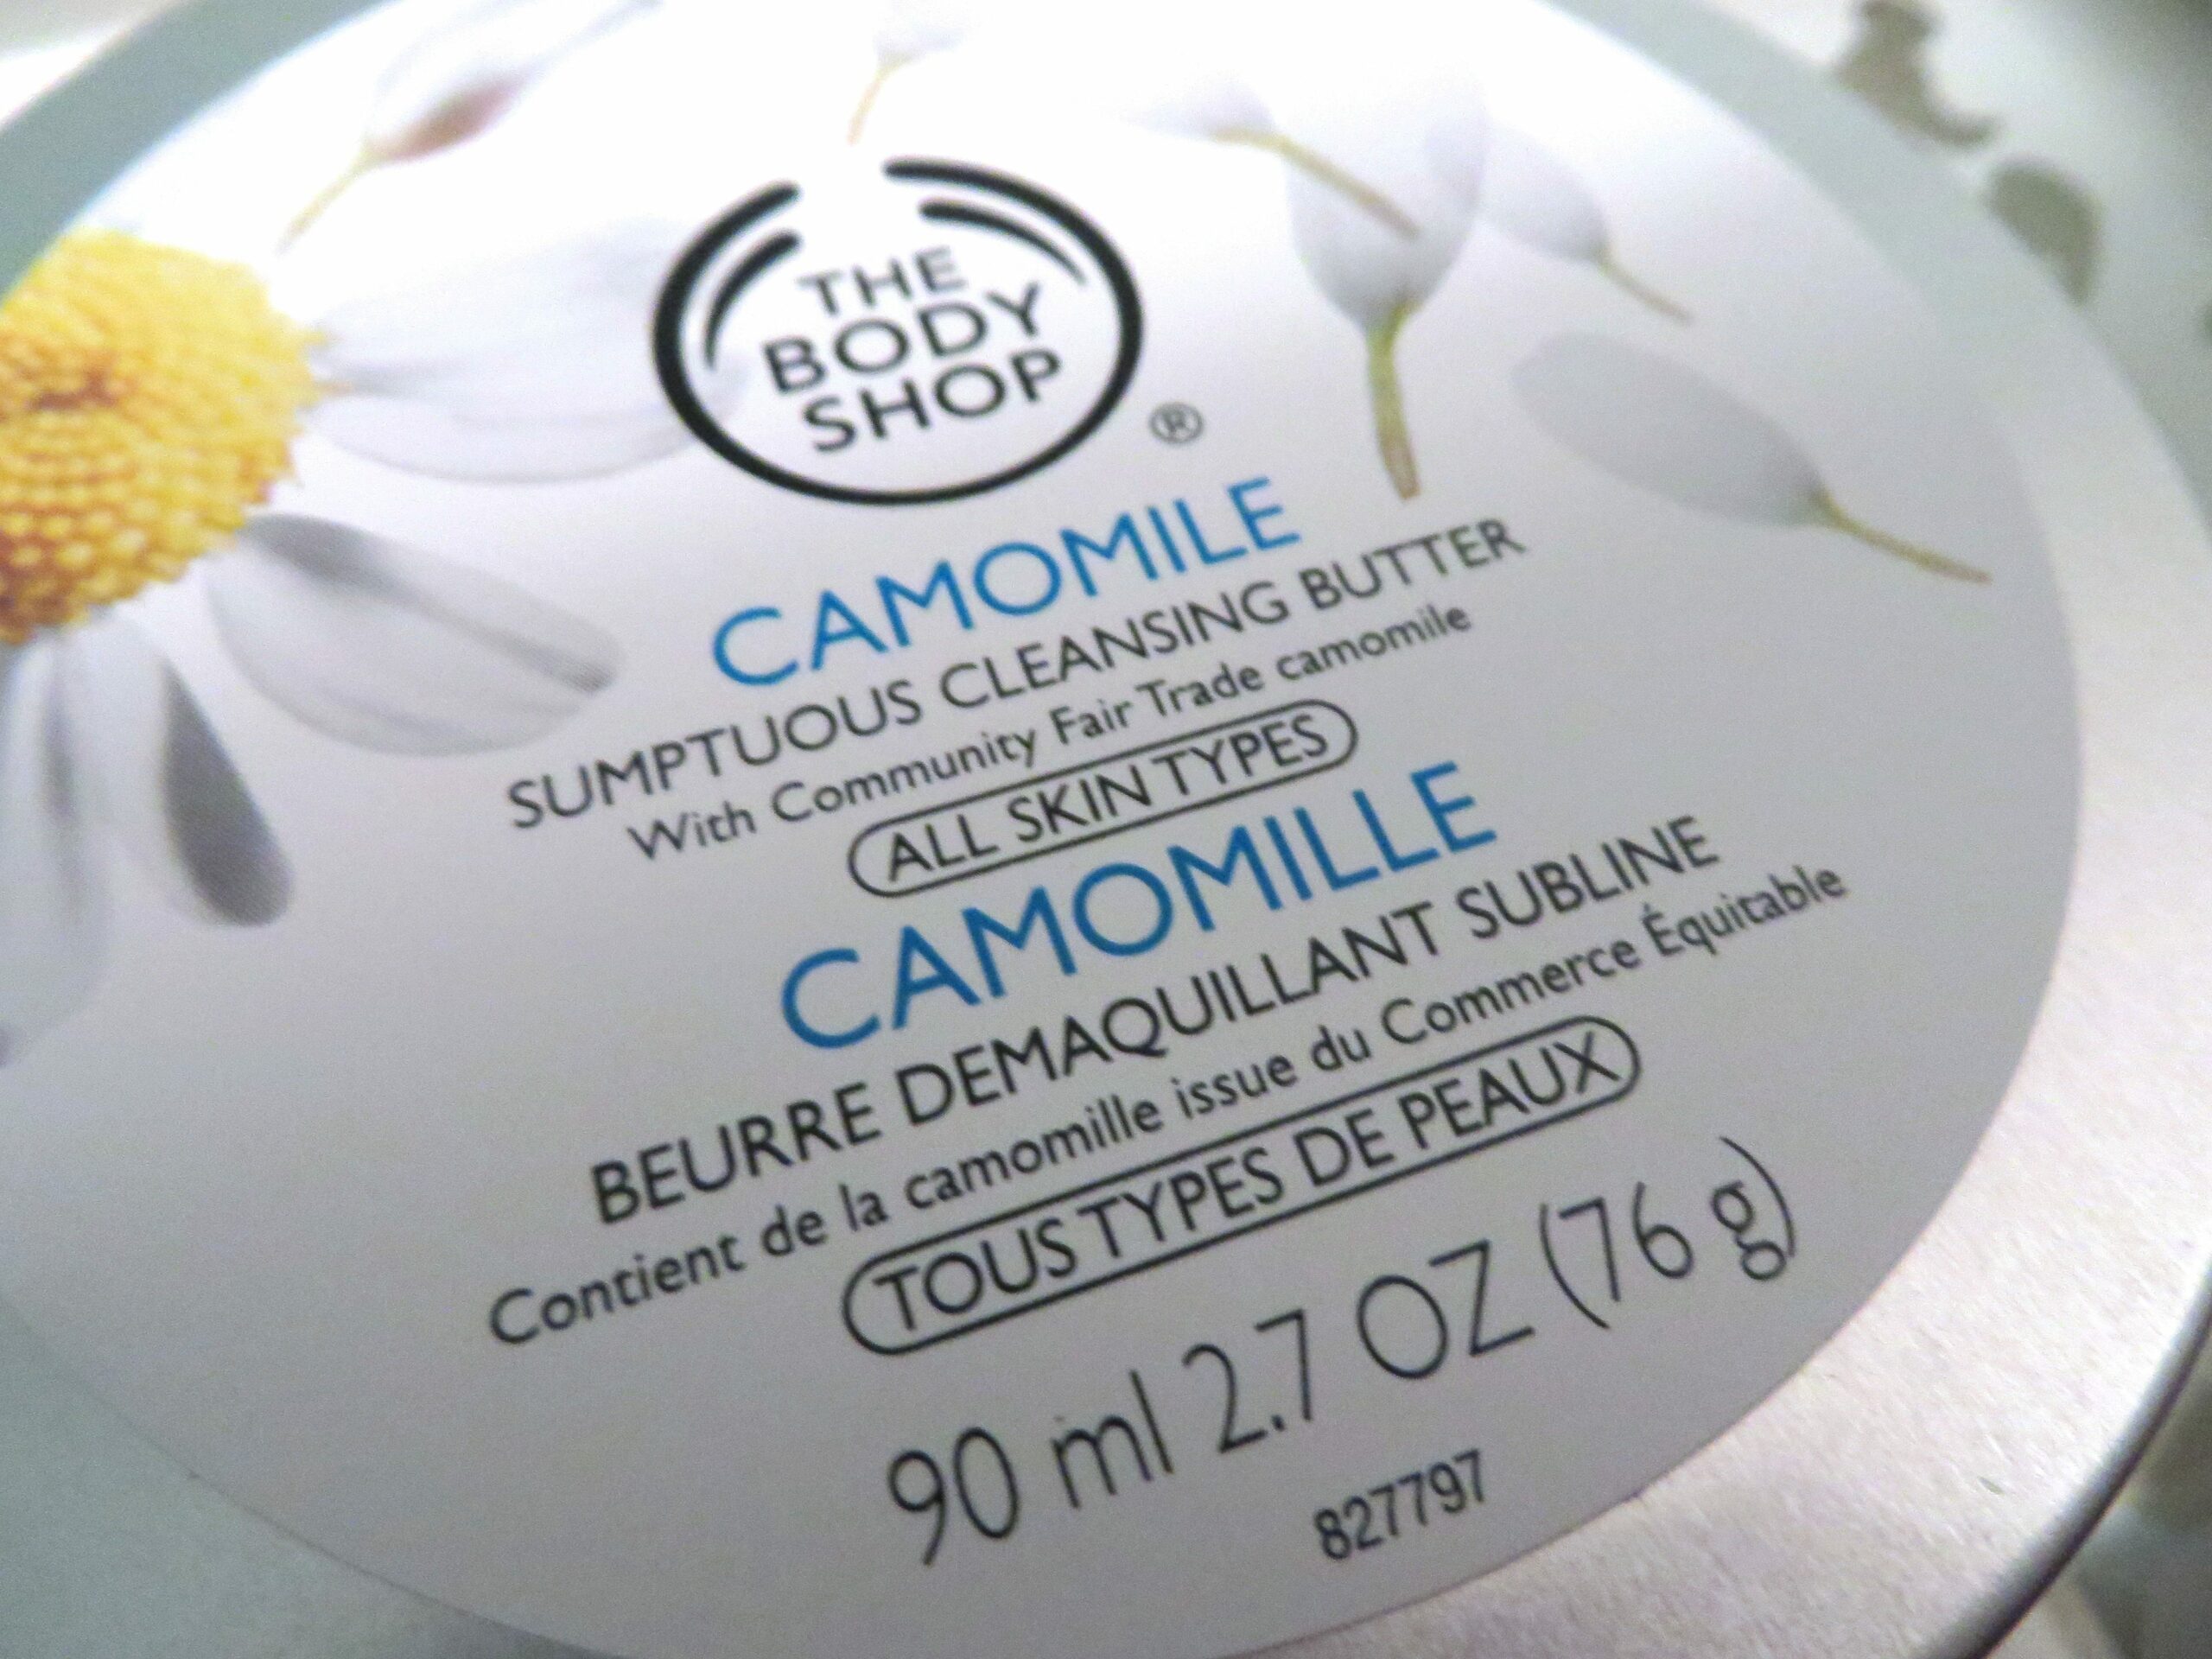 THE
BODY
SHOP
®
CAMOMILE
SUMPTUOUS CLEANSING BUTTER
With Community Fair Trade camomile
ALL SKIN TYPES
CAMOMILLE
BEURRE DEMAQUILLANT SUBLINE
Contient de la camomille issue du Commerce Équitable
TOUS TYPES DE PEAUX
90 ml 2.7 OZ (76 g)
827797